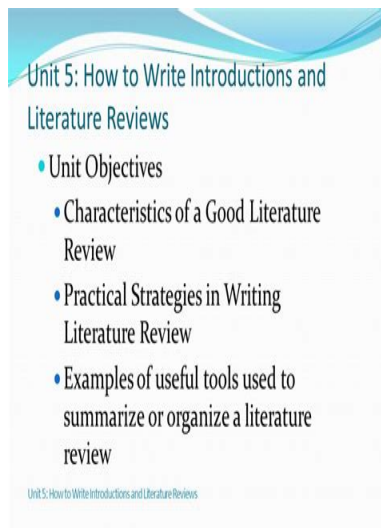 Unit 5: How to Write Introductions and
Literature Reviews
• Unit Objectives
• Characteristics of a Good Literature
Review
• Practical Strategies in Writing
Literature Review
• Examples of useful tools used to
summarize or organize a literature
review
Unit 5: How to Write Introductions and Literature Reviews